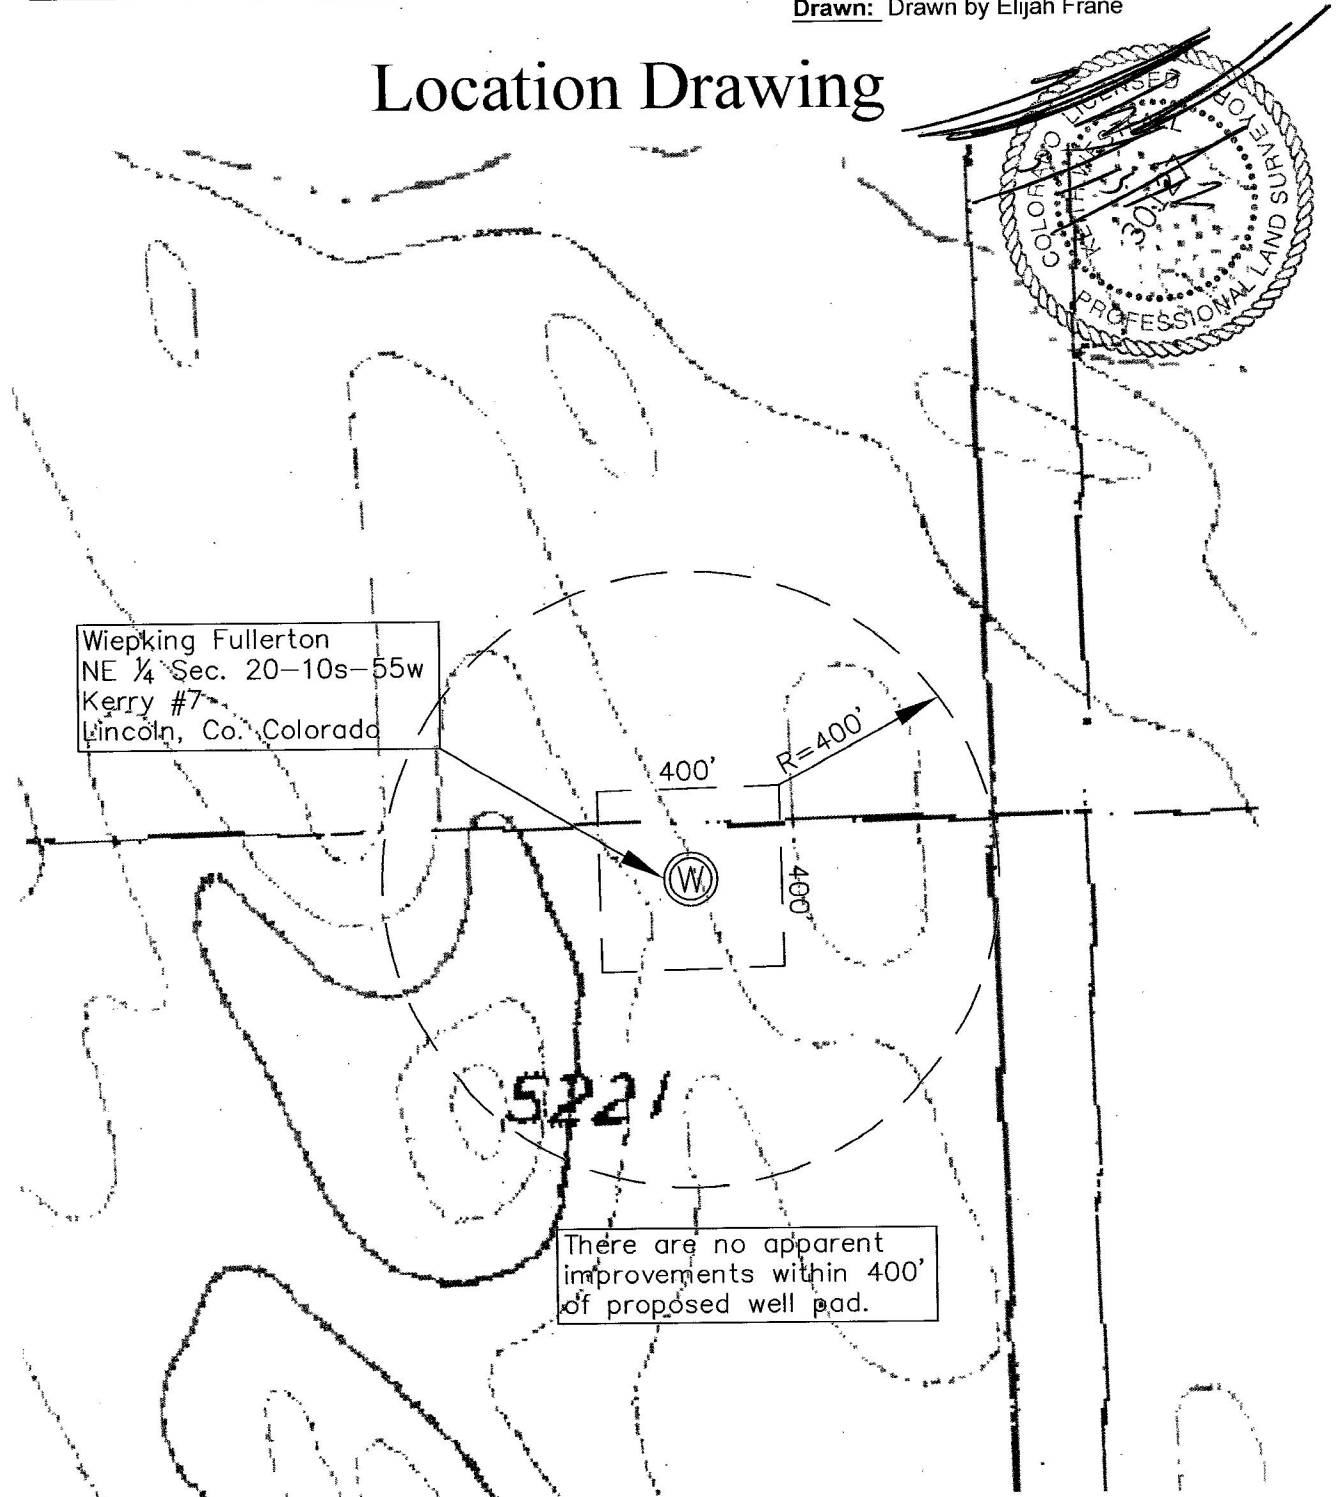 Drawn: Drawn by Elijah Frane
Location Drawing
COLORADO LICENSED
PROFESSIONAL LAND SURVEYOR
Wiepking Fullerton
NE ¼ Sec. 20-10s-55w
Kerry #7
Lincoln, Co. Colorado
R=400'
400'
400'
W
5221
There are no apparent
improvements within 400'
of proposed well pad.